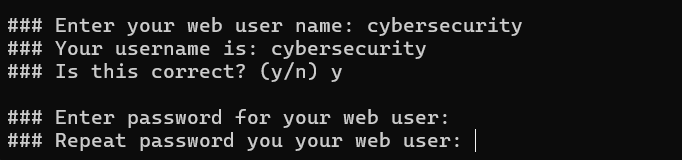 ### Enter your web user name: cybersecurity
### Your username is: cybersecurity
### Is this correct? (y/n) y
### Enter password for your web user:
### Repeat password you your web user: